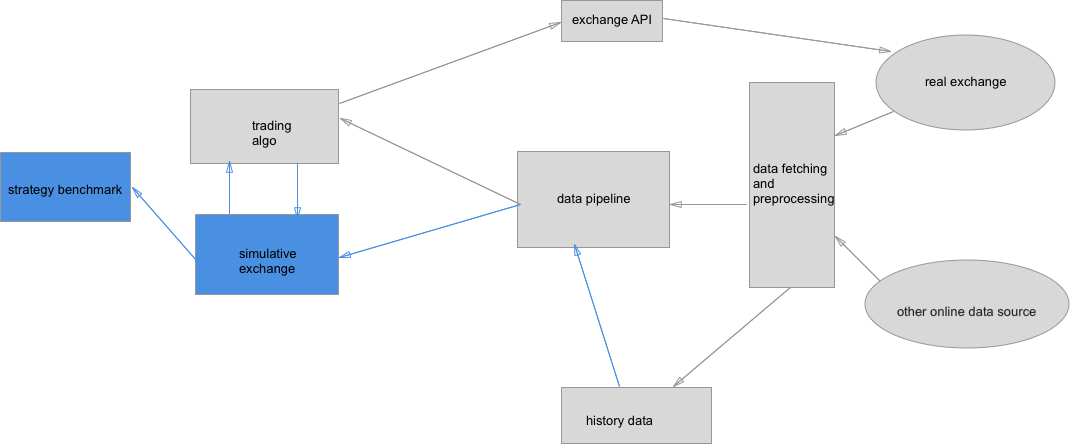 exchange API
real exchange
trading
algo
data fetching
and
preprocessing
strategy benchmark
data pipeline
simulative
exchange
other online data source
history data